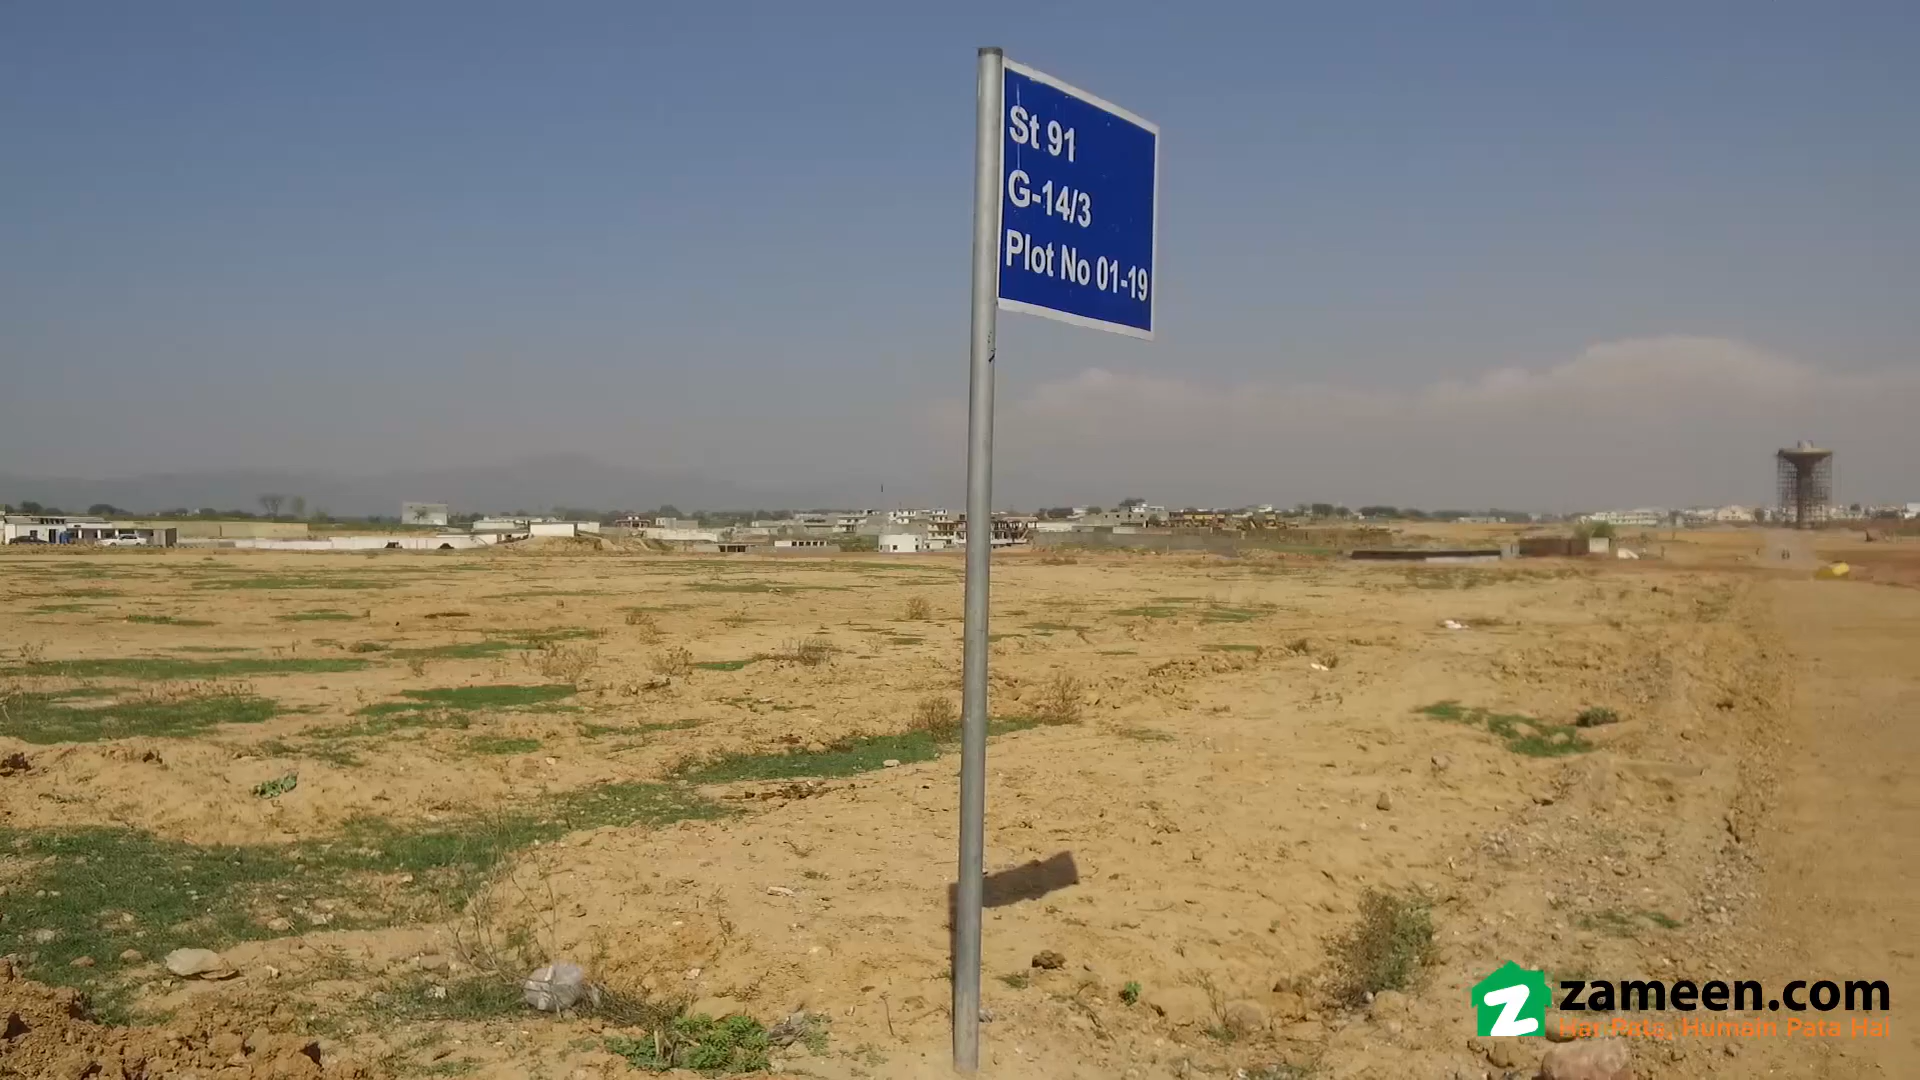 St 91
G-14/3
Plot No 01-19
zameen.com
Har Pata, Humain Pata Hai